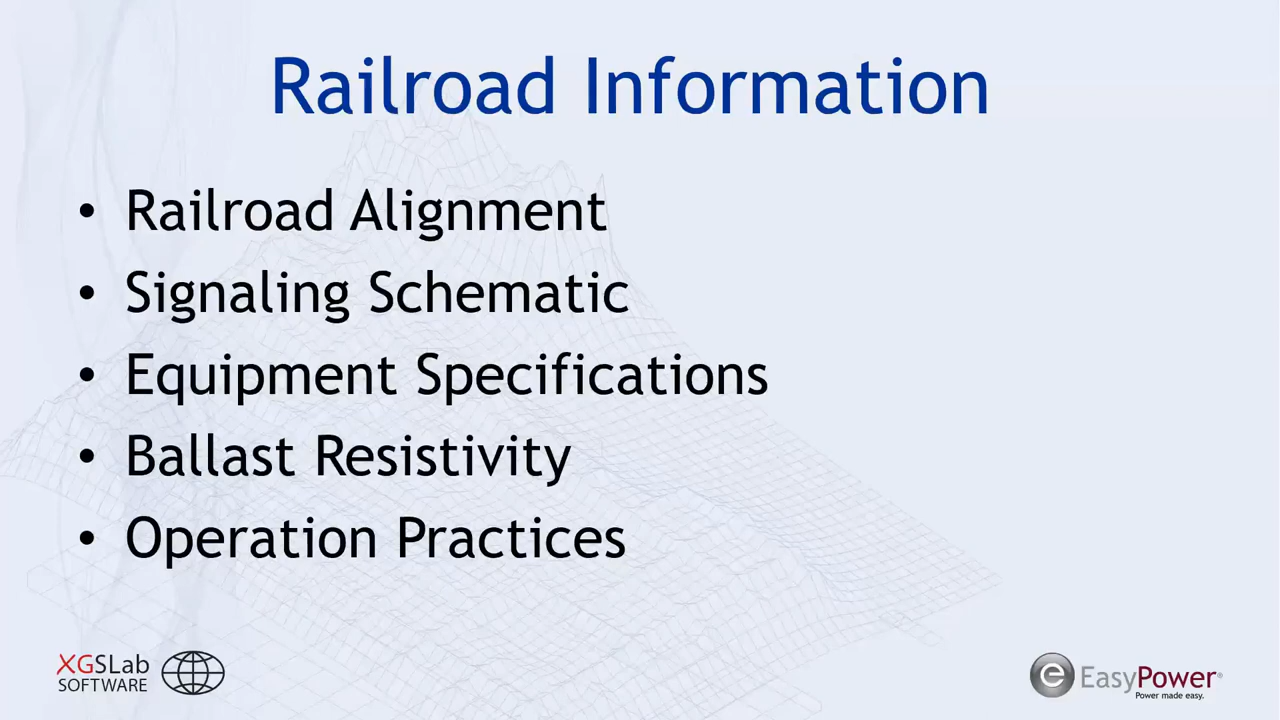 Railroad Information
• Railroad Alignment
• Signaling Schematic
• Equipment Specifications
• Ballast Resistivity
• Operation Practices
XGSLab
SOFTWARE
e EasyPower®
Power made easy.